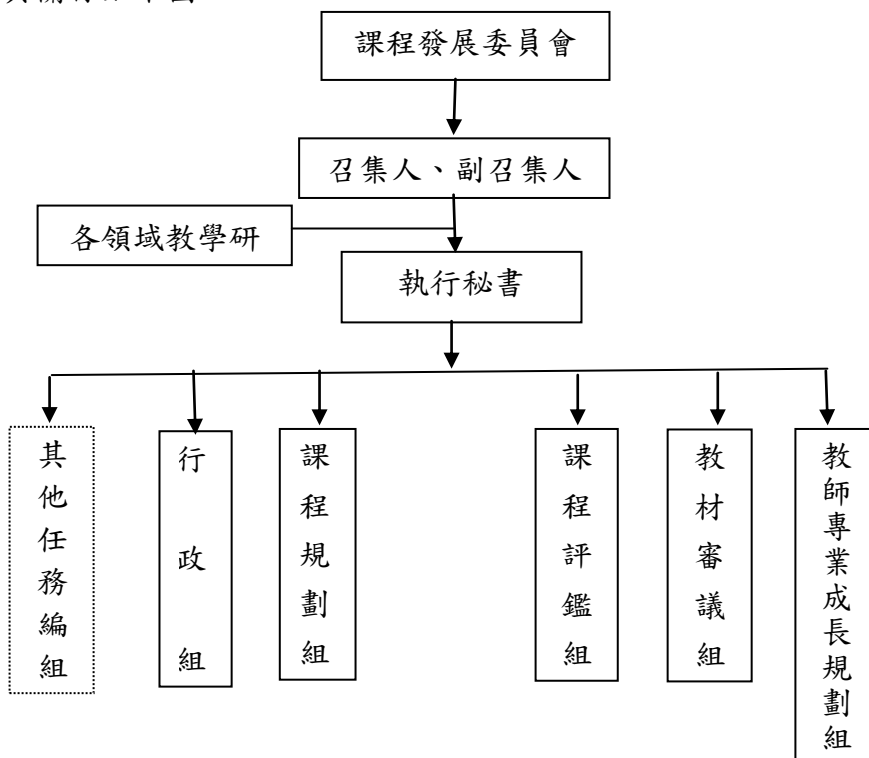 課程發展委員會
召集人、副召集人
各領域教學研
執行秘書
其他任務編組
行政組
課程規劃組
課程評鑑組
教材審議組
教師專業成長規劃組